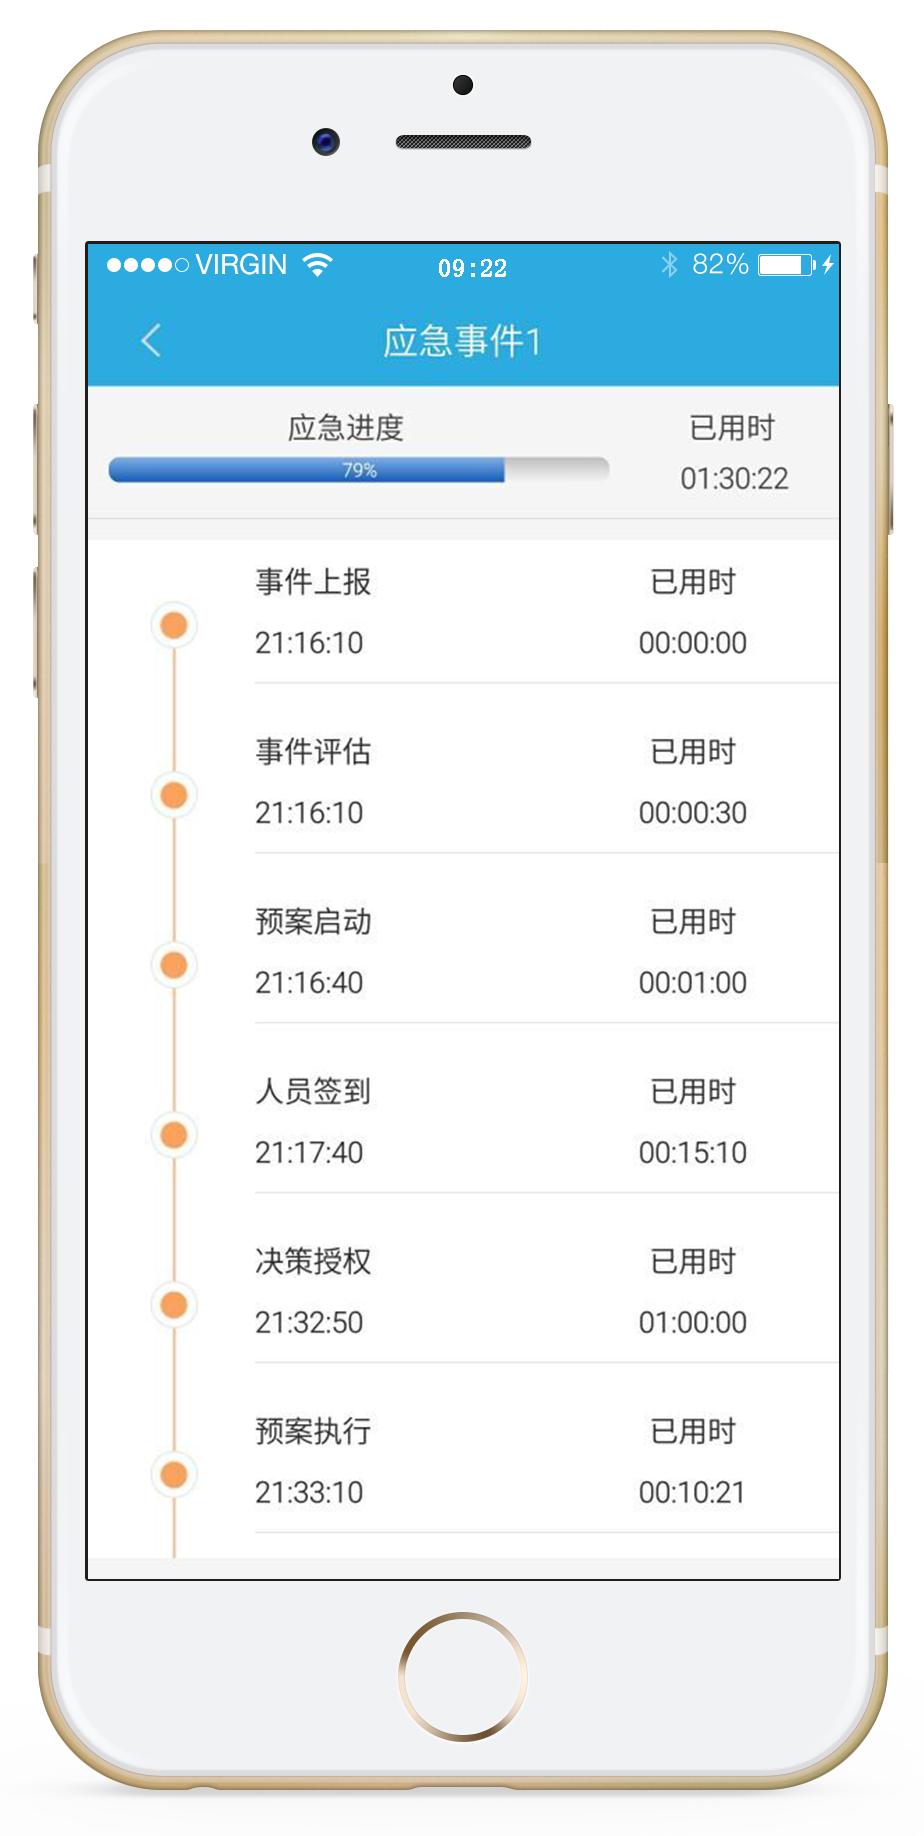 VIRGIN 09:22 82%
应急事件1
应急进度 已用时
79% 01:30:22
事件上报 已用时
21:16:10 00:00:00
事件评估 已用时
21:16:10 00:00:30
预案启动 已用时
21:16:40 00:01:00
人员签到 已用时
21:17:40 00:15:10
决策授权 已用时
21:32:50 01:00:00
预案执行 已用时
21:33:10 00:10:21